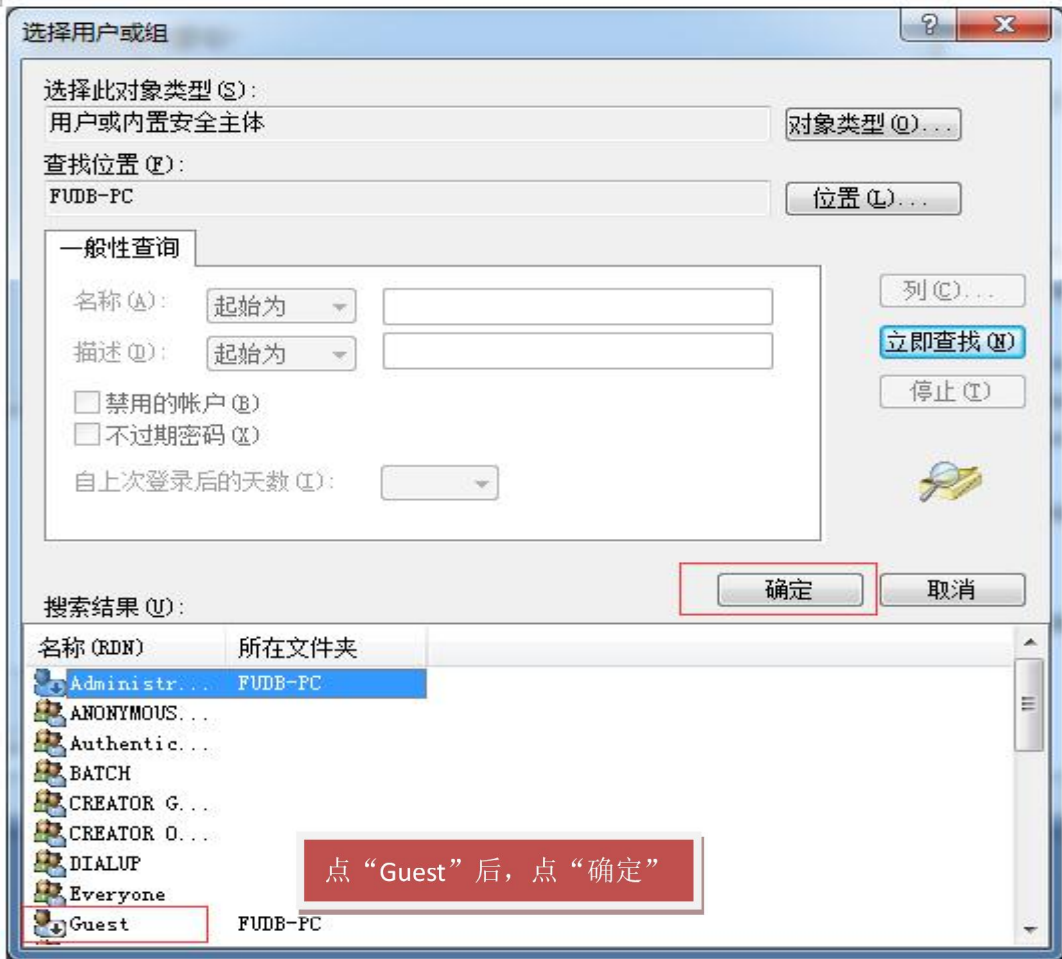 选择用户或组
选择此对象类型(S):
用户或内置安全主体
对象类型(O)...
查找位置(F):
FUDB-PC
位置(L)...
一般性查询
名称(A): 起始为
描述(D): 起始为
禁用的帐户(B)
不过期密码(X)
自上次登录后的天数(I):
列(C)...
立即查找(N)
停止(T)
确定
取消
搜索结果(U):
名称(RDN) 所在文件夹
Administr... FUDB-PC
ANONYMOUS...
Authentic...
BATCH
CREATOR G...
CREATOR O...
DIALUP
Everyone
Guest FUDB-PC
点“Guest”后，点“确定”